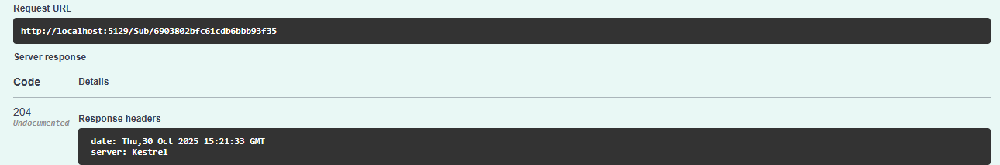 Request URL
http://localhost:5129/Sub/6903802bfc61cdb6bbb93f35
Server response
Code Details
204
Undocumented
Response headers
date: Thu,30 Oct 2025 15:21:33 GMT
server: Kestrel